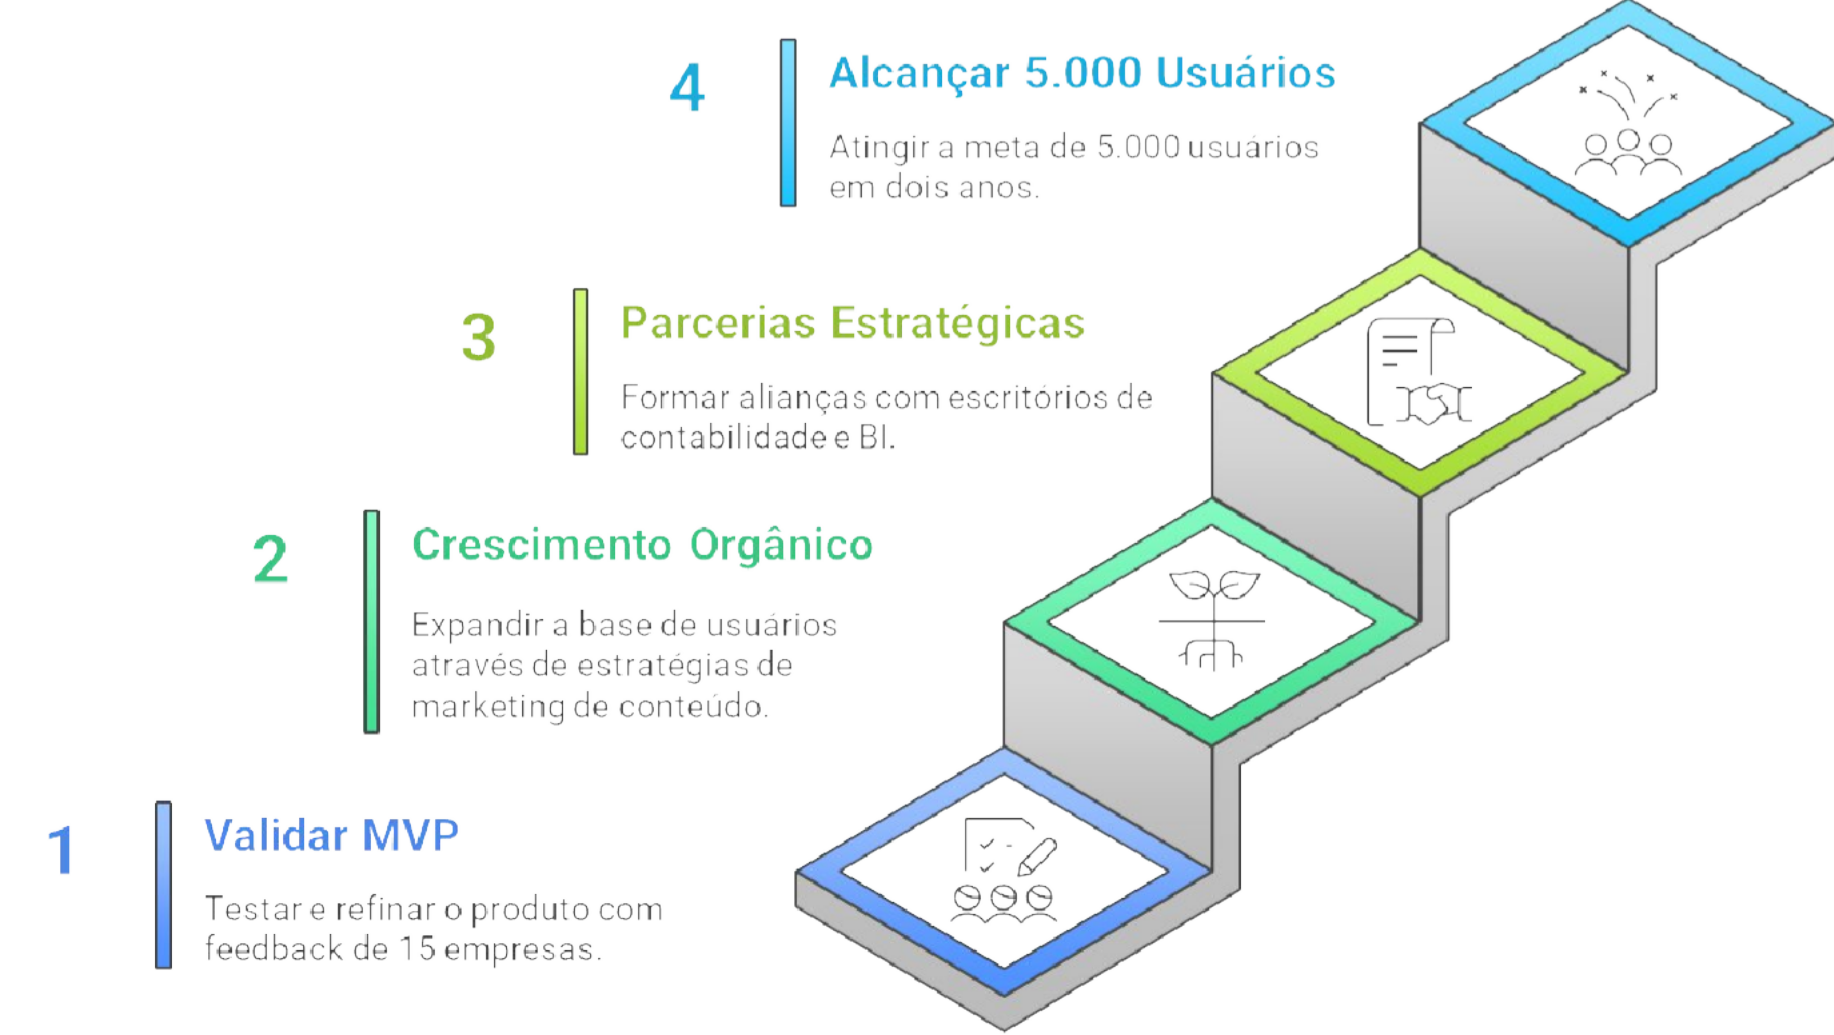 4
Alcançar 5.000 Usuários
Atingir a meta de 5.000 usuários
em dois anos.
3
Parcerias Estratégicas
Formar alianças com escritórios de
contabilidade e BI.
2
Crescimento Orgânico
Expandir a base de usuários
através de estratégias de
marketing de conteúdo.
1
Validar MVP
Testar e refinar o produto com
feedback de 15 empresas.